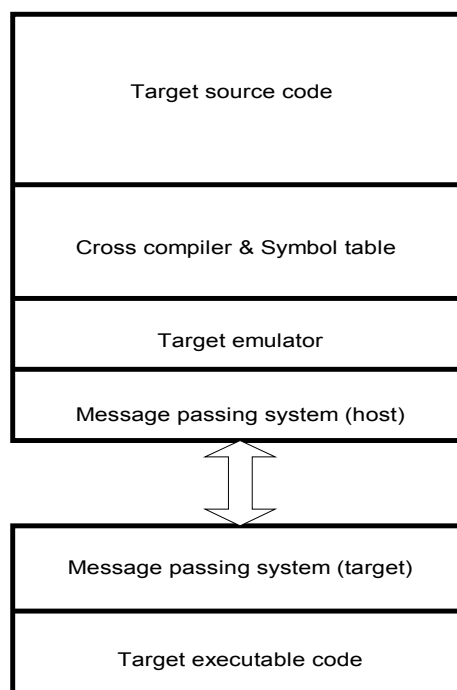 Target source code
Cross compiler & Symbol table
Target emulator
Message passing system (host)
Message passing system (target)
Target executable code